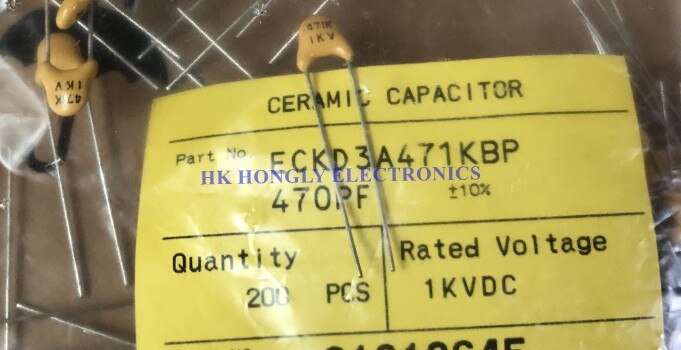 471K
1KV
471K
1KV
CERAMIC CAPACITOR
Part No. ECKD3A471KBP
HK HONGLY ELECTRONICS
470PF ±10%
Quantity Rated Voltage
200 PCS 1KVDC